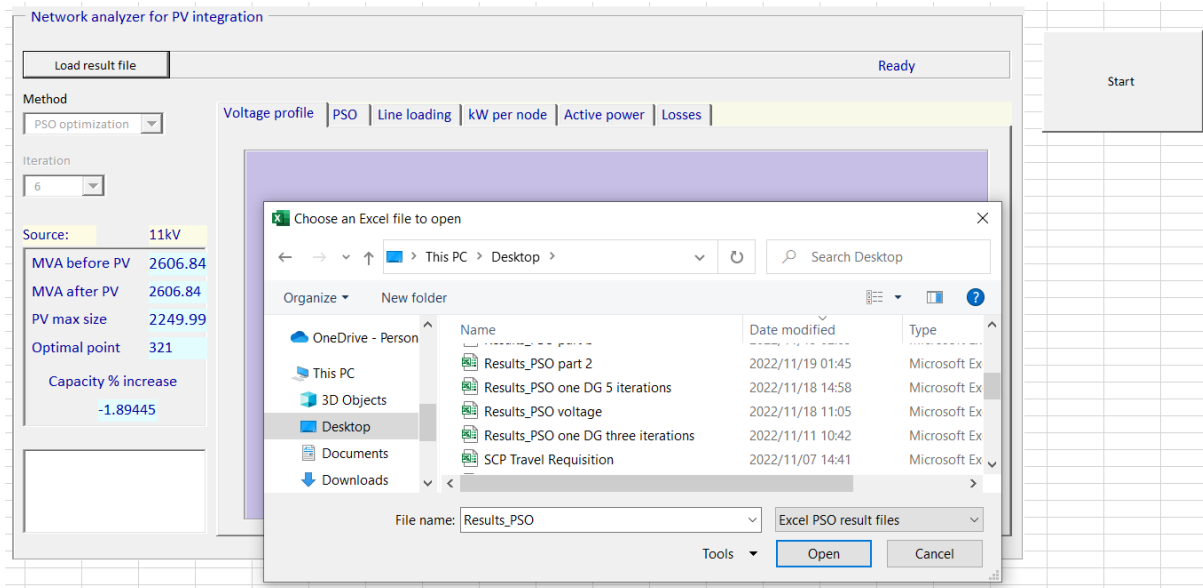 Network analyzer for PV integration
Load result file
Ready
Start
Method
PSO optimization
Iteration
6
Voltage profile PSO Line loading kW per node Active power Losses
Source: 11kV
MVA before PV 2606.84
MVA after PV 2606.84
PV max size 2249.99
Optimal point 321
Capacity % increase
-1.89445
Choose an Excel file to open
This PC > Desktop >
Search Desktop
Organize New folder
OneDrive - Person
This PC
3D Objects
Desktop
Documents
Downloads
Name Date modified Type
Results_PSO part 2 2022/11/19 01:45 Microsoft Ex
Results_PSO one DG 5 iterations 2022/11/18 14:58 Microsoft Ex
Results_PSO voltage 2022/11/18 11:05 Microsoft Ex
Results_PSO one DG three iterations 2022/11/11 10:42 Microsoft Ex
SCP Travel Requisition 2022/11/07 14:41 Microsoft Ex
File name: Results_PSO Excel PSO result files
Tools Open Cancel